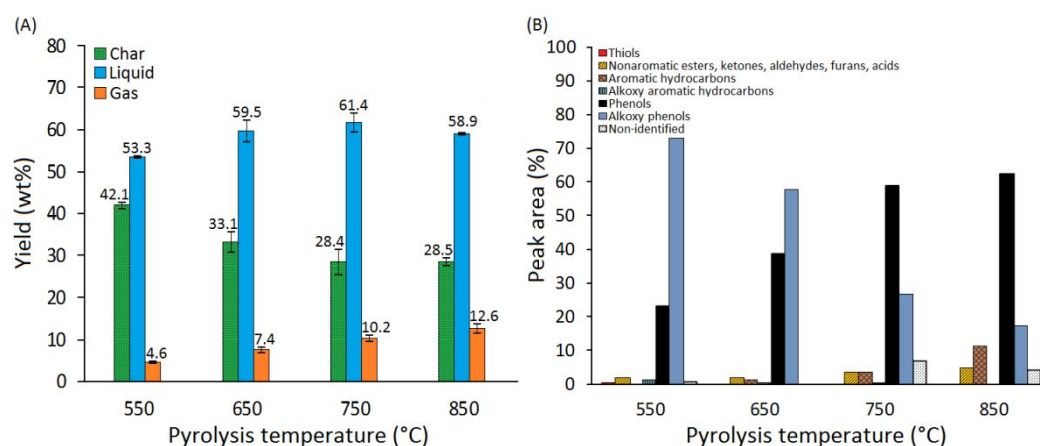 (A)
80
70
60
50
40
30
20
10
0
Yield (wt%)
Char
Liquid
Gas
42.1
53.3
4.6
33.1
59.5
7.4
28.4
61.4
10.2
28.5
58.9
12.6
550 650 750 850
Pyrolysis temperature (°C)
(B)
100
90
80
70
60
50
40
30
20
10
0
Peak area (%)
Thiols
Nonaromatic esters, ketones, aldehydes, furans, acids
Aromatic hydrocarbons
Alkoxy aromatic hydrocarbons
Phenols
Alkoxy phenols
Non-identified
550 650 750 850
Pyrolysis temperature (°C)